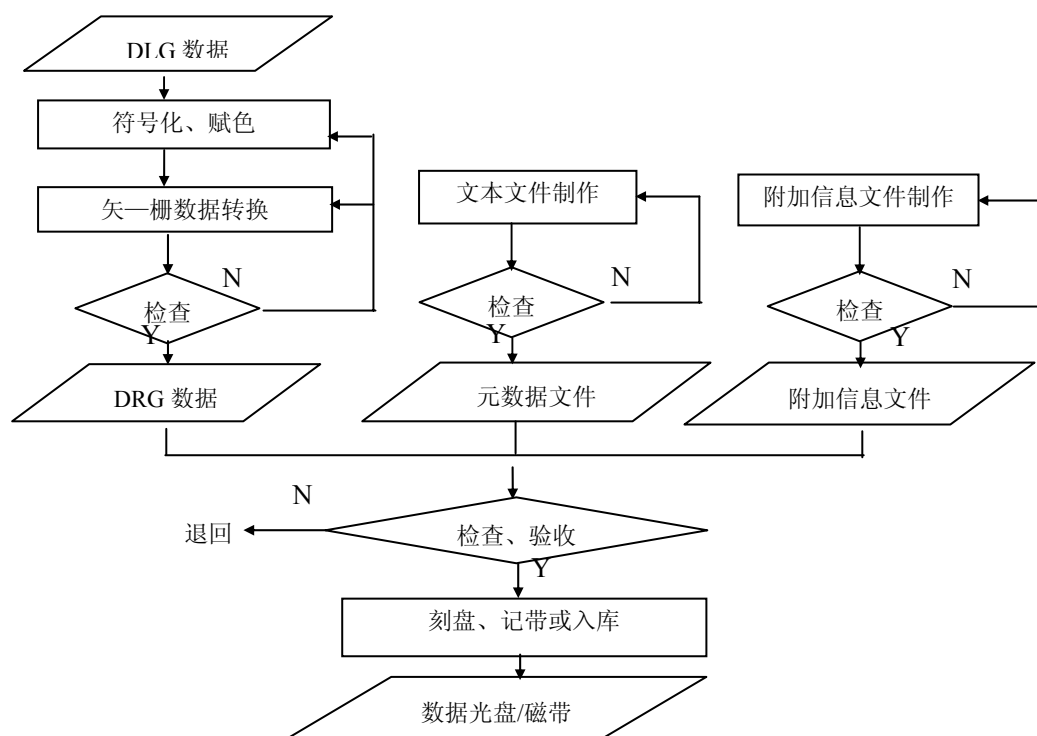 DLG 数据
符号化、赋色
矢—栅数据转换
N
检查
Y
DRG 数据
文本文件制作
N
检查
Y
元数据文件
附加信息文件制作
N
检查
Y
附加信息文件
N
退回
检查、验收
Y
刻盘、记带或入库
数据光盘/磁带